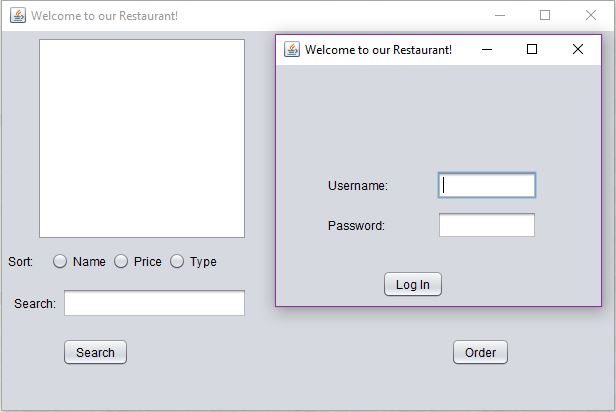 Welcome to our Restaurant!
Welcome to our Restaurant!
Username:
Password:
Log In
Sort: Name Price Type
Search:
Search Order